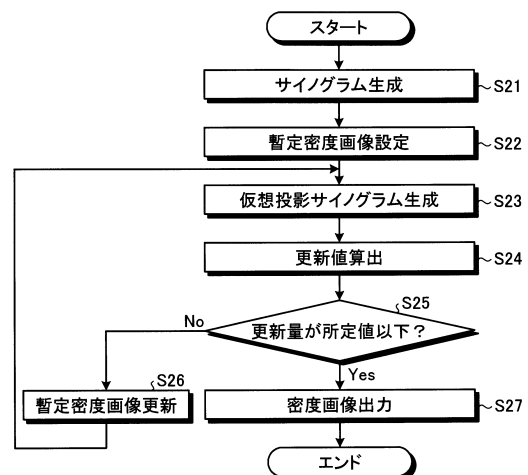 スタート
サイノグラム生成
S21
暫定密度画像設定
S22
仮想投影サイノグラム生成
S23
更新値算出
S24
S25
更新量が所定値以下？
No
Yes
S26
暫定密度画像更新
密度画像出力
S27
エンド